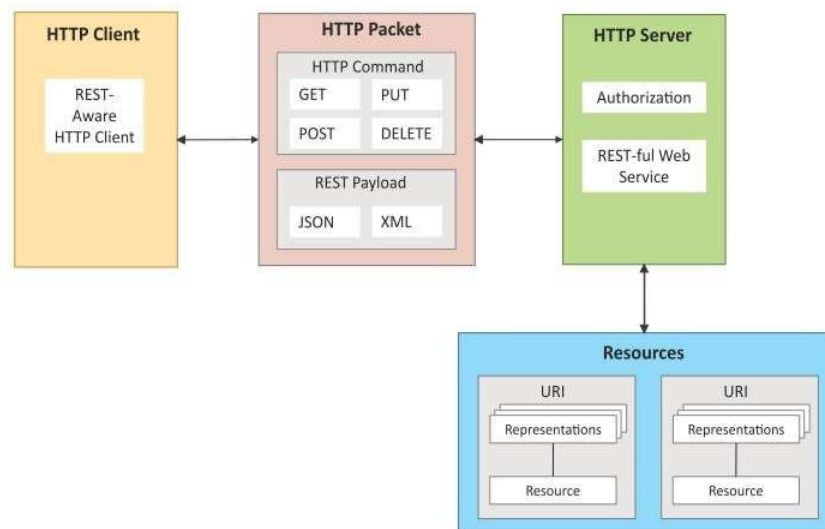 HTTP Client
REST-
Aware
HTTP Client
HTTP Packet
HTTP Command
GET
PUT
POST
DELETE
REST Payload
JSON
XML
HTTP Server
Authorization
REST-ful Web
Service
Resources
URI
Representations
Resource
URI
Representations
Resource